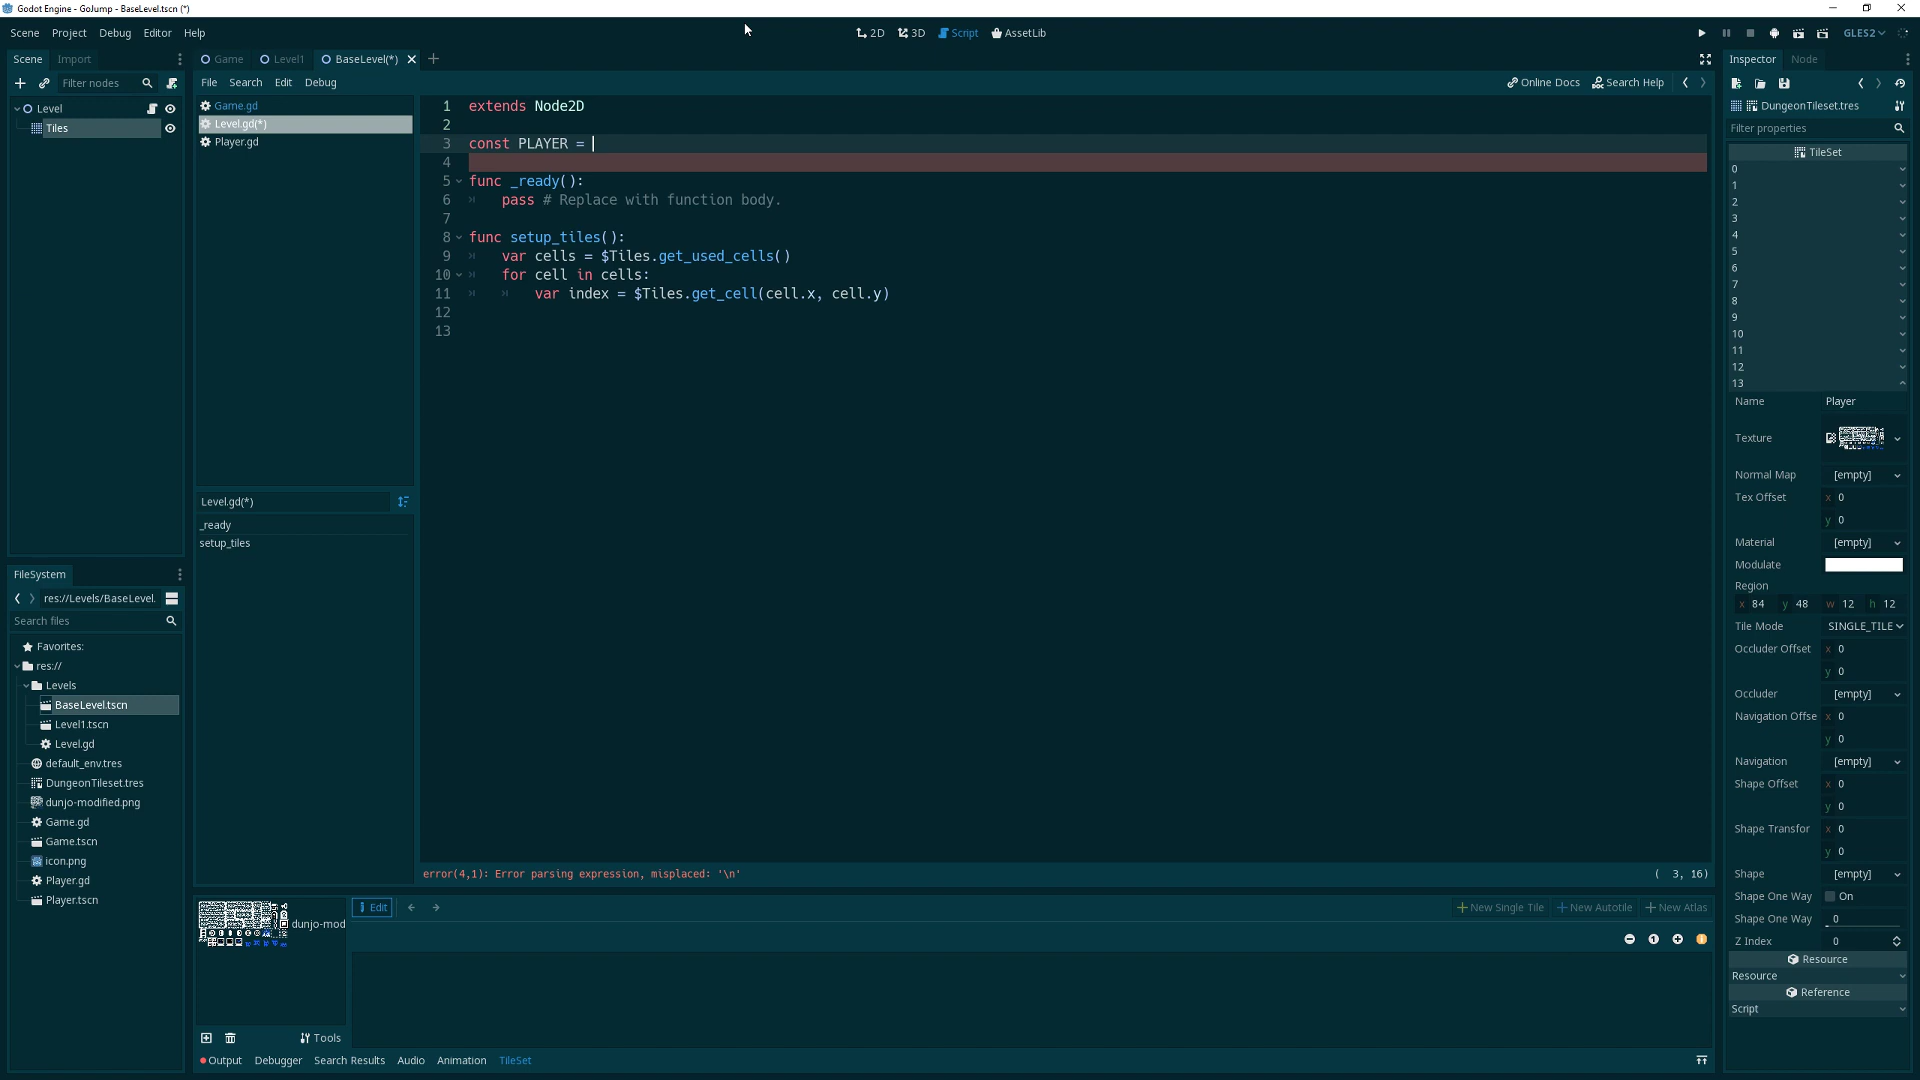 Godot Engine - GoJump - BaseLevel.tscn (*)
Scene Project Debug Editor Help
2D 3D Script AssetLib
GLES2
Scene Import
Game Level1 BaseLevel(*)
Inspector Node
Filter nodes
File Search Edit Debug
Online Docs Search Help
Level
Tiles
Game.gd
Level.gd(*)
Player.gd
1 extends Node2D
2
3 const PLAYER =
4
5 func _ready():
6 pass # Replace with function body.
7
8 func setup_tiles():
9 var cells = $Tiles.get_used_cells()
10 for cell in cells:
11 var index = $Tiles.get_cell(cell.x, cell.y)
12
13
Level.gd(*)
_ready
setup_tiles
error(4,1): Error parsing expression, misplaced: '\n'
( 3, 16)
FileSystem
res://Levels/BaseLevel.
Search files
Favorites:
res://
Levels
BaseLevel.tscn
Level1.tscn
Level.gd
default_env.tres
DungeonTileset.tres
dunjo-modified.png
Game.gd
Game.tscn
icon.png
Player.gd
Player.tscn
dunjo-mod
Edit
New Single Tile New Autotile New Atlas
Tools
Output Debugger Search Results Audio Animation TileSet
DungeonTileset.tres
Filter properties
TileSet
0
1
2
3
4
5
6
7
8
9
10
11
12
13
Name Player
Texture
Normal Map [empty]
Tex Offset x 0
y 0
Material [empty]
Modulate
Region
x 84 y 48 w 12 h 12
Tile Mode SINGLE_TILE
Occluder Offset x 0
y 0
Occluder [empty]
Navigation Offse x 0
y 0
Navigation [empty]
Shape Offset x 0
y 0
Shape Transfor x 0
y 0
Shape [empty]
Shape One Way On
Shape One Way 0
Z Index 0
Resource
Resource
Reference
Script